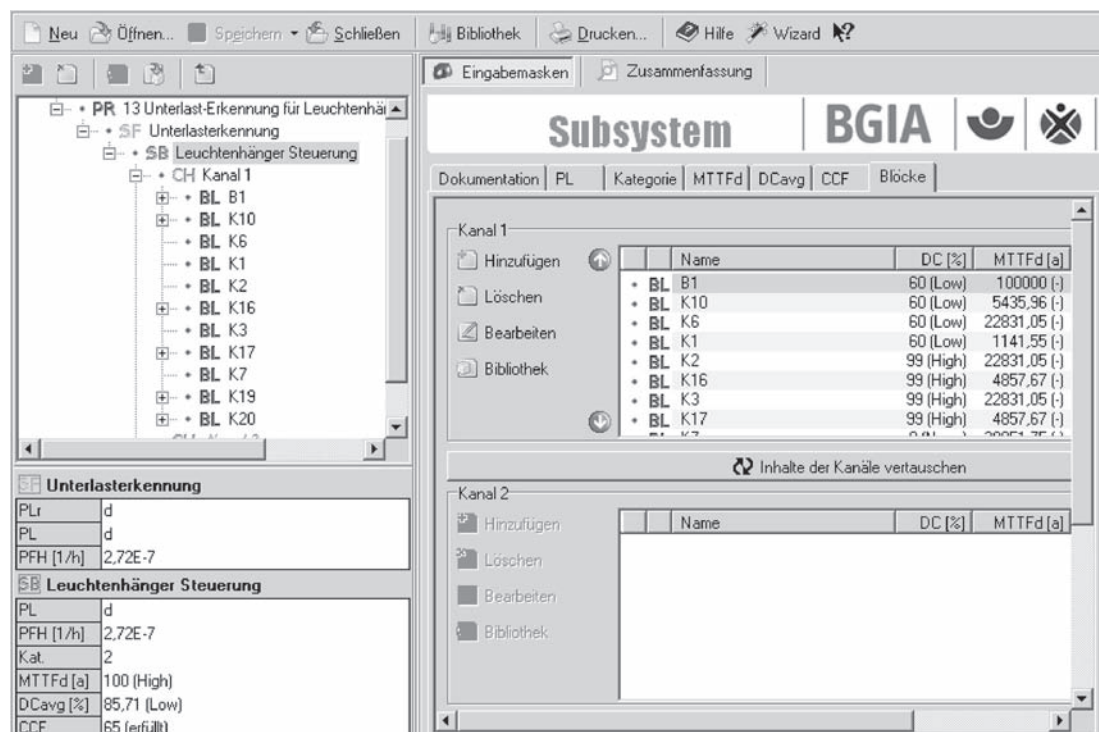 Neu Öffnen... Speichern Schließen Bibliothek Drucken... Hilfe Wizard
Eingabemasken Zusammenfassung
PR 13 Unterlast-Erkennung für Leuchtenhär
SF Unterlasterkennung
SB Leuchtenhänger Steuerung
CH Kanal 1
BL B1
BL K10
BL K6
BL K1
BL K2
BL K16
BL K3
BL K17
BL K7
BL K19
BL K20
SF Unterlasterkennung
PLr d
PL d
PFH [1/h] 2,72E-7
SB Leuchtenhänger Steuerung
PL d
PFH [1/h] 2,72E-7
Kat. 2
MTTFd [a] 100 (High)
DCavg [%] 85,71 (Low)
CCF 65 (erfüllt)
Subsystem BGIA
Dokumentation PL Kategorie MTTFd DCavg CCF Blöcke
Kanal 1
Hinzufügen
Löschen
Bearbeiten
Bibliothek
Name DC [%] MTTFd [a]
BL B1 60 (Low) 100000 (-)
BL K10 60 (Low) 5435,96 (-)
BL K6 60 (Low) 22831,05 (-)
BL K1 60 (Low) 1141,55 (-)
BL K2 99 (High) 22831,05 (-)
BL K16 99 (High) 4857,67 (-)
BL K3 99 (High) 22831,05 (-)
BL K17 99 (High) 4857,67 (-)
Inhalte der Kanäle vertauschen
Kanal 2
Hinzufügen
Löschen
Bearbeiten
Bibliothek
Name DC [%] MTTFd [a]